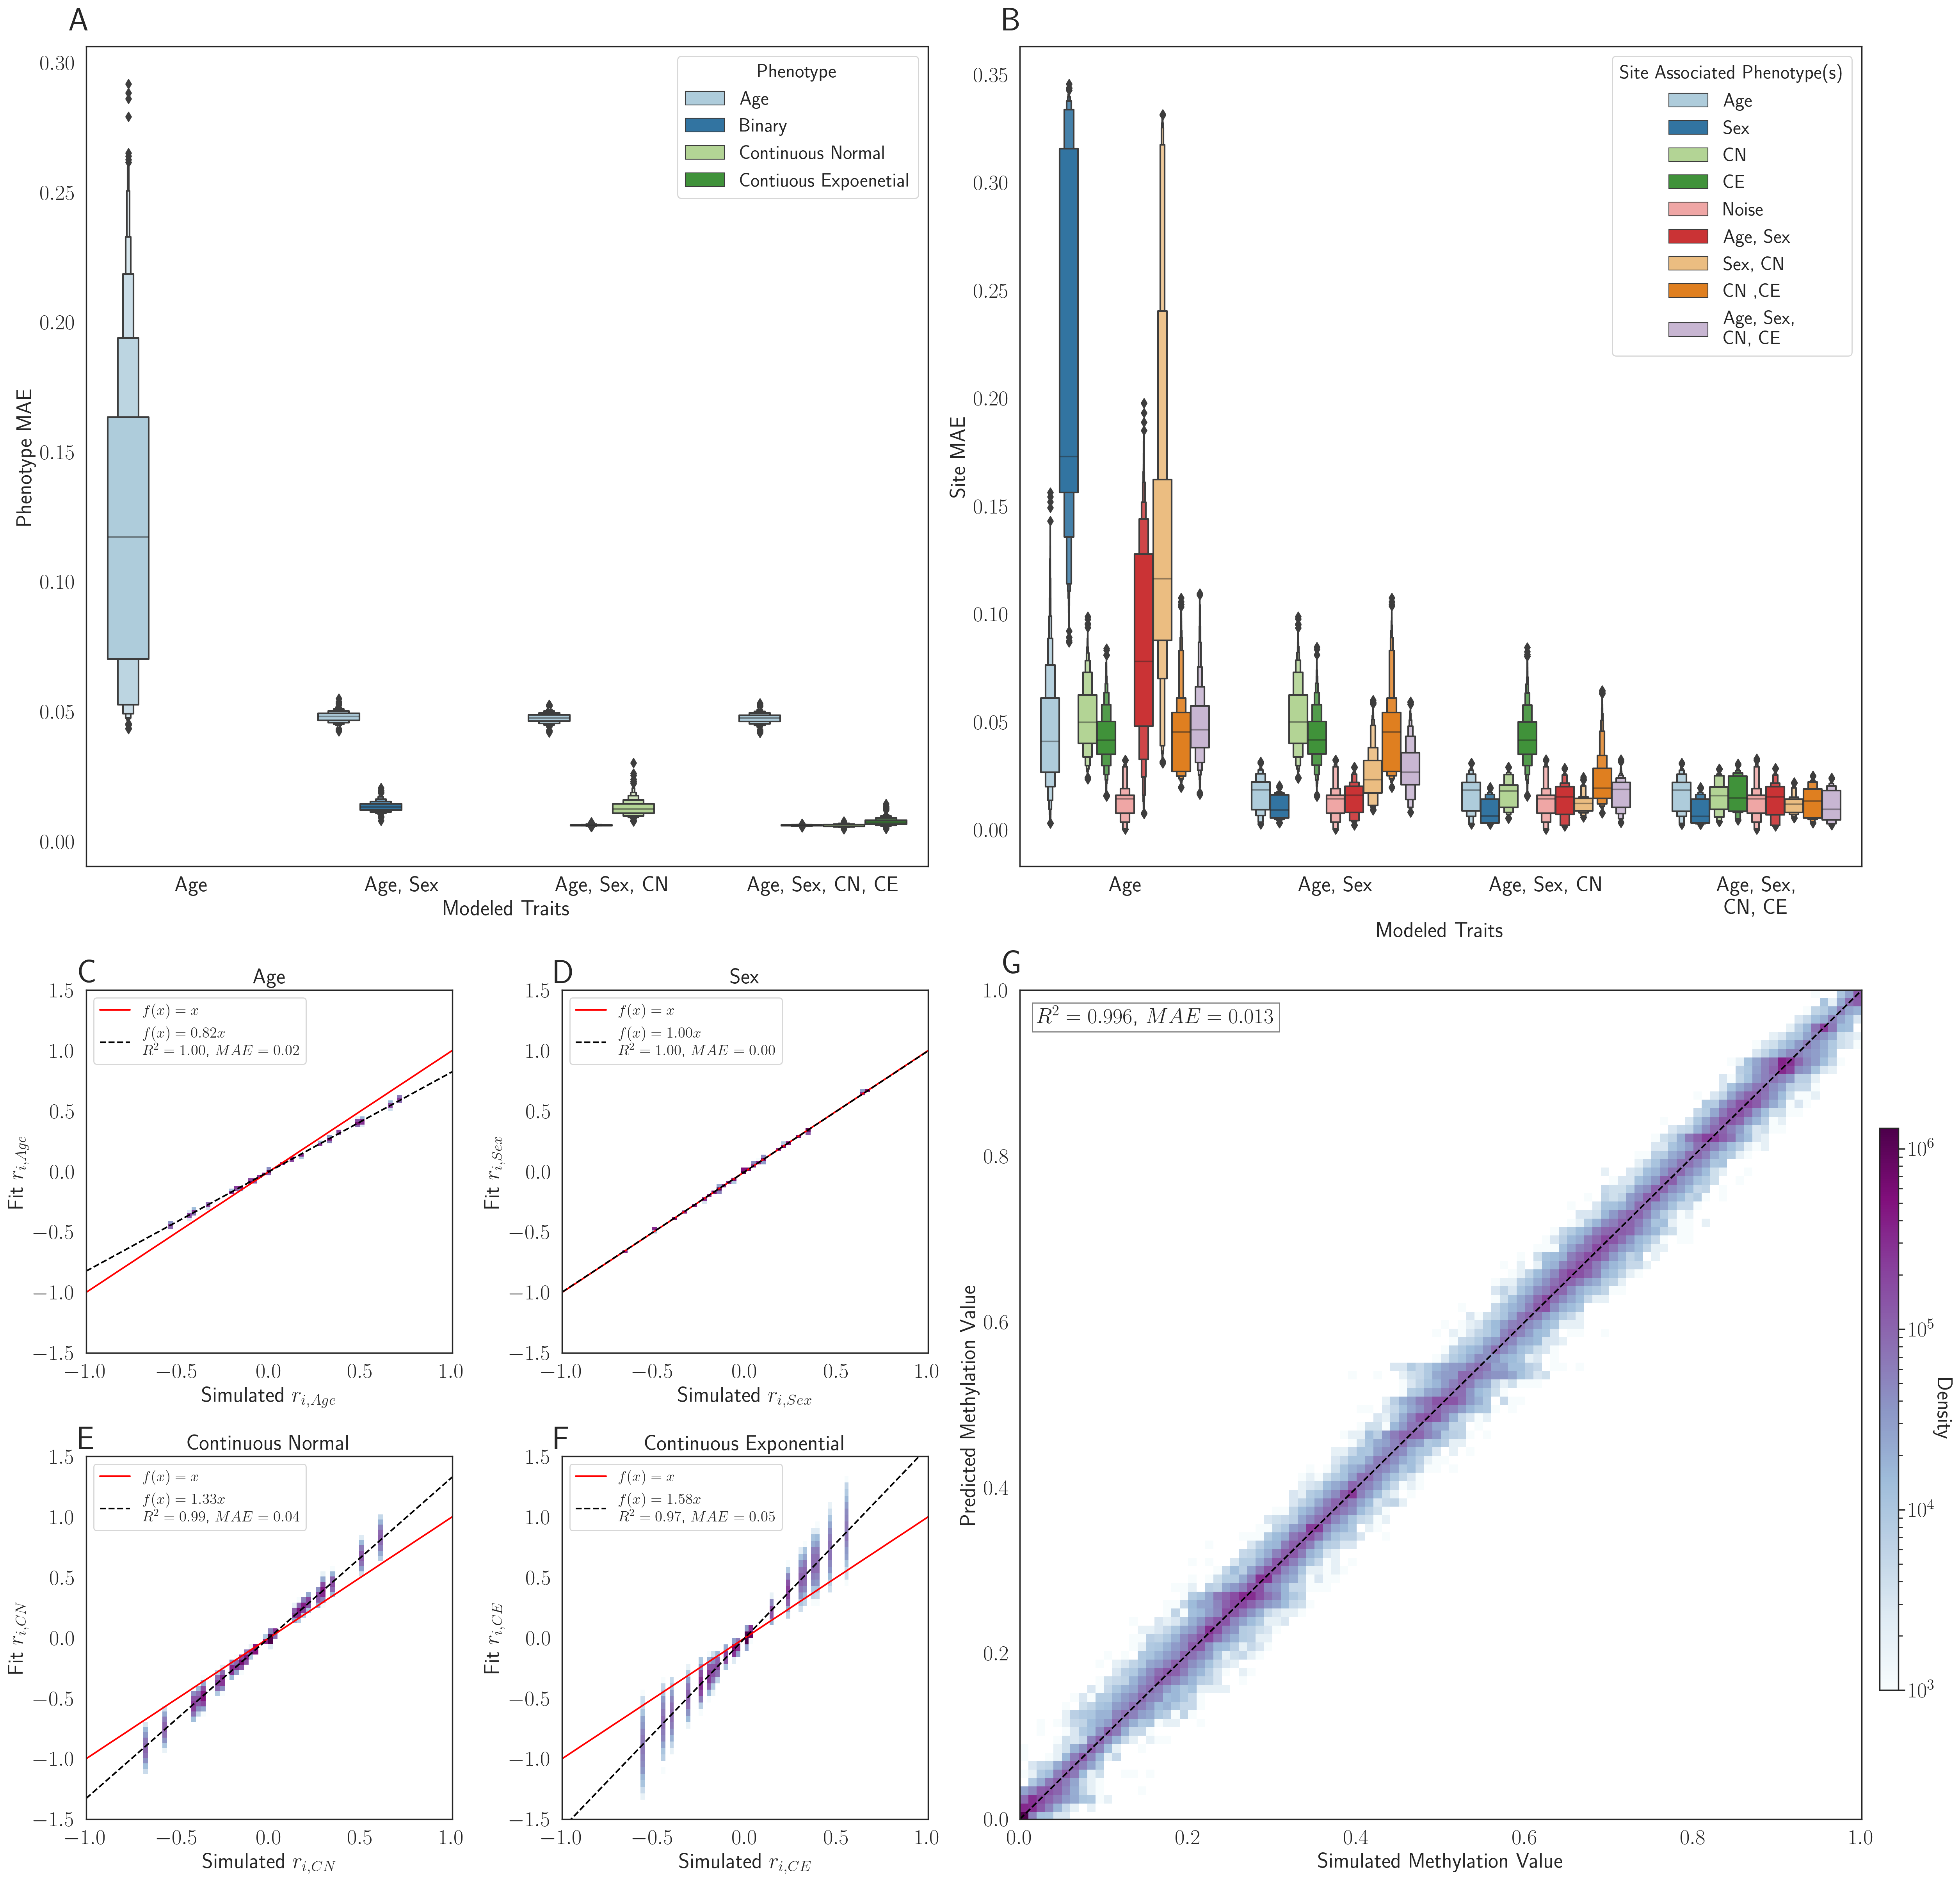 A
0.30
0.25
0.20
0.15
0.10
0.05
0.00
Phenotype MAE
Phenotype
Age
Binary
Continuous Normal
Contiuous Expoenetial
Age
Age, Sex
Age, Sex, CN
Age, Sex, CN, CE
Modeled Traits
B
0.35
0.30
0.25
0.20
0.15
0.10
0.05
0.00
Site MAE
Site Associated Phenotype(s)
Age
Sex
CN
CE
Noise
Age, Sex
Sex, CN
CN ,CE
Age, Sex,
CN, CE
Age
Age, Sex
Age, Sex, CN
Age, Sex,
CN, CE
Modeled Traits
C
Age
1.5
1.0
0.5
0.0
−0.5
−1.0
−1.5
Fit r_{i,Age}
f(x) = x
f(x) = 0.82x
R² = 1.00, MAE = 0.02
−1.0
−0.5
0.0
0.5
1.0
Simulated r_{i,Age}
D
Sex
1.5
1.0
0.5
0.0
−0.5
−1.0
−1.5
Fit r_{i,Sex}
f(x) = x
f(x) = 1.00x
R² = 1.00, MAE = 0.00
−1.0
−0.5
0.0
0.5
1.0
Simulated r_{i,Sex}
E
Continuous Normal
1.5
1.0
0.5
0.0
−0.5
−1.0
−1.5
Fit r_{i,CN}
f(x) = x
f(x) = 1.33x
R² = 0.99, MAE = 0.04
−1.0
−0.5
0.0
0.5
1.0
Simulated r_{i,CN}
F
Continuous Exponential
1.5
1.0
0.5
0.0
−0.5
−1.0
−1.5
Fit r_{i,CE}
f(x) = x
f(x) = 1.58x
R² = 0.97, MAE = 0.05
−1.0
−0.5
0.0
0.5
1.0
Simulated r_{i,CE}
G
1.0
0.8
0.6
0.4
0.2
0.0
Predicted Methylation Value
R² = 0.996, MAE = 0.013
0.0
0.2
0.4
0.6
0.8
1.0
Simulated Methylation Value
10⁶
10⁵
10⁴
10³
Density